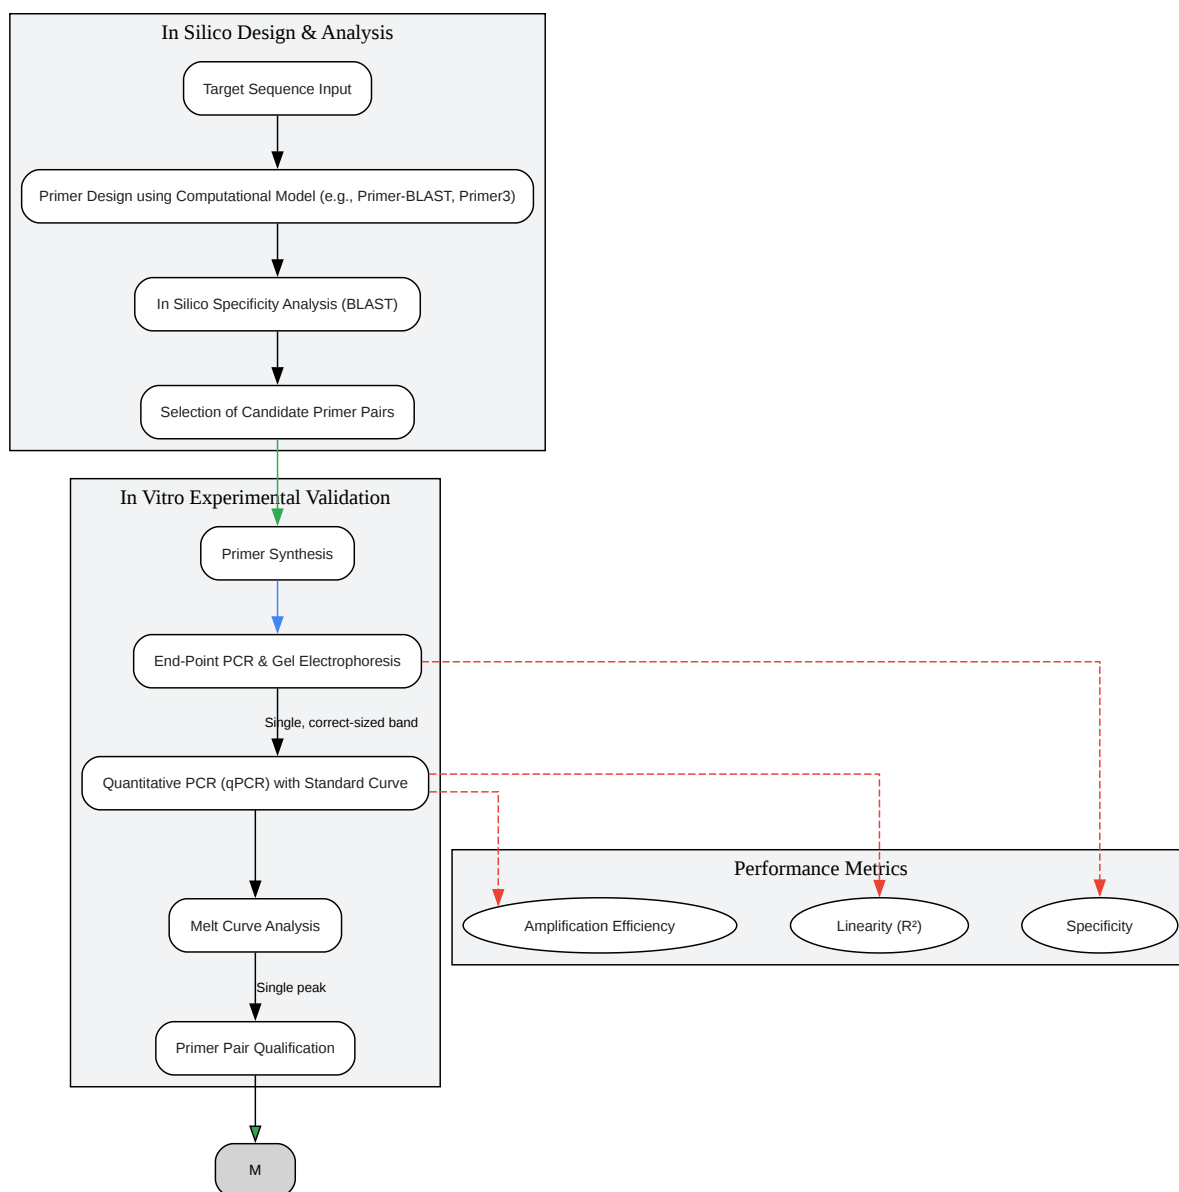 In Silico Design & Analysis
Target Sequence Input
Primer Design using Computational Model (e.g., Primer-BLAST, Primer3)
In Silico Specificity Analysis (BLAST)
Selection of Candidate Primer Pairs
In Vitro Experimental Validation
Primer Synthesis
End-Point PCR & Gel Electrophoresis
Single, correct-sized band
Quantitative PCR (qPCR) with Standard Curve
Performance Metrics
Amplification Efficiency
Linearity (R²)
Specificity
Melt Curve Analysis
Single peak
Primer Pair Qualification
M